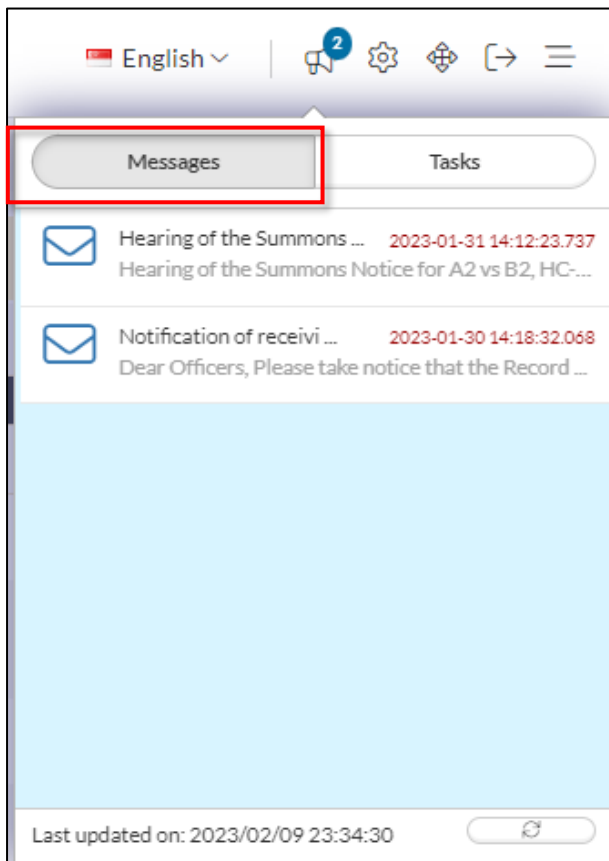 English
2
Messages Tasks
Hearing of the Summons ... 2023-01-31 14:12:23.737
Hearing of the Summons Notice for A2 vs B2, HC-...
Notification of receivi ... 2023-01-30 14:18:32.068
Dear Officers, Please take notice that the Record ...
Last updated on: 2023/02/09 23:34:30